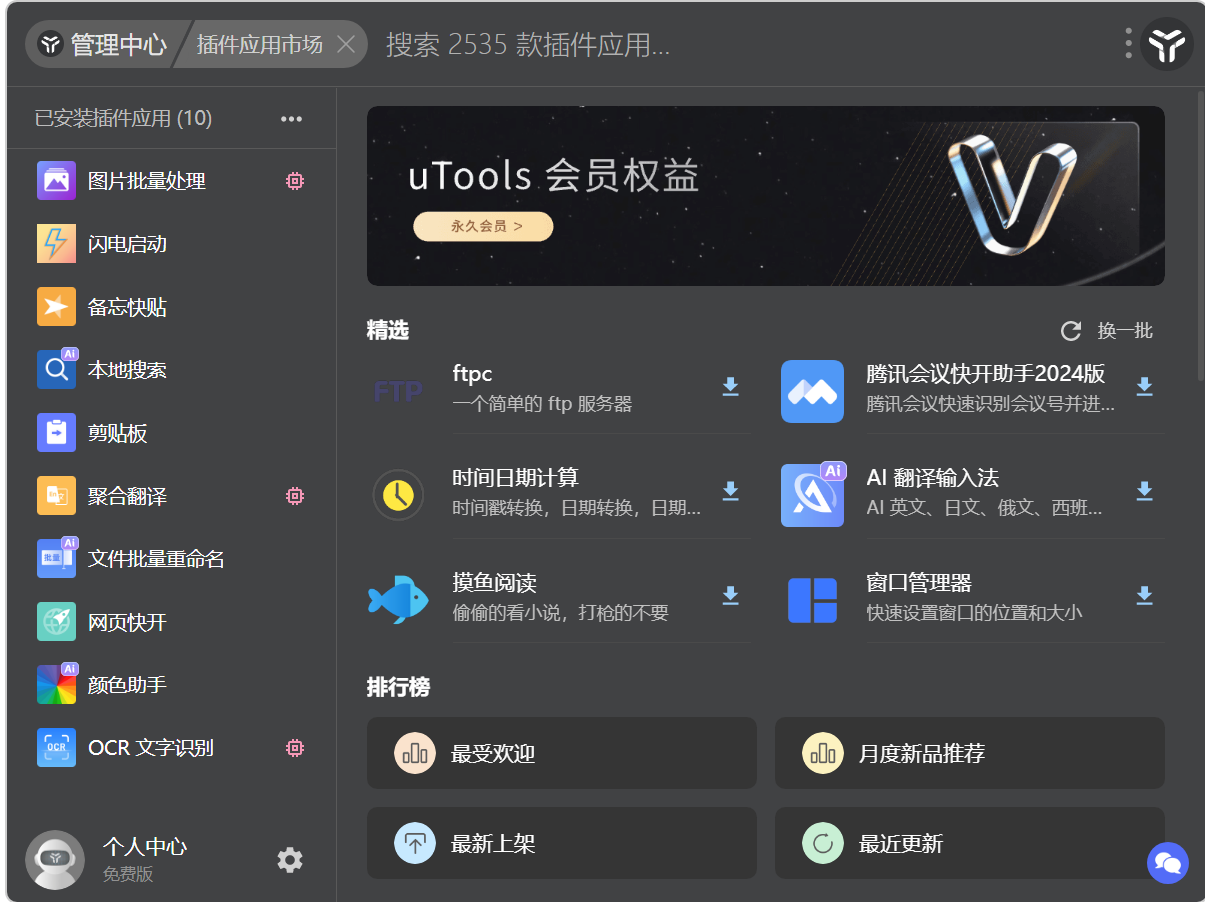 管理中心
插件应用市场
搜索 2535 款插件应用...
已安装插件应用 (10)
图片批量处理
闪电启动
备忘快贴
Ai
本地搜索
剪贴板
聚合翻译
Ai
批量
文件批量重命名
网页快开
Ai
颜色助手
OCR
OCR 文字识别
个人中心
免费版
uTools 会员权益
永久会员 >
精选
换一批
FTP
ftpc
一个简单的 ftp 服务器
腾讯会议快开助手2024版
腾讯会议快速识别会议号并进...
时间日期计算
时间戳转换，日期转换，日期...
Ai
AI 翻译输入法
AI 英文、日文、俄文、西班...
摸鱼阅读
偷偷的看小说，打枪的不要
窗口管理器
快速设置窗口的位置和大小
排行榜
最受欢迎
月度新品推荐
最新上架
最近更新